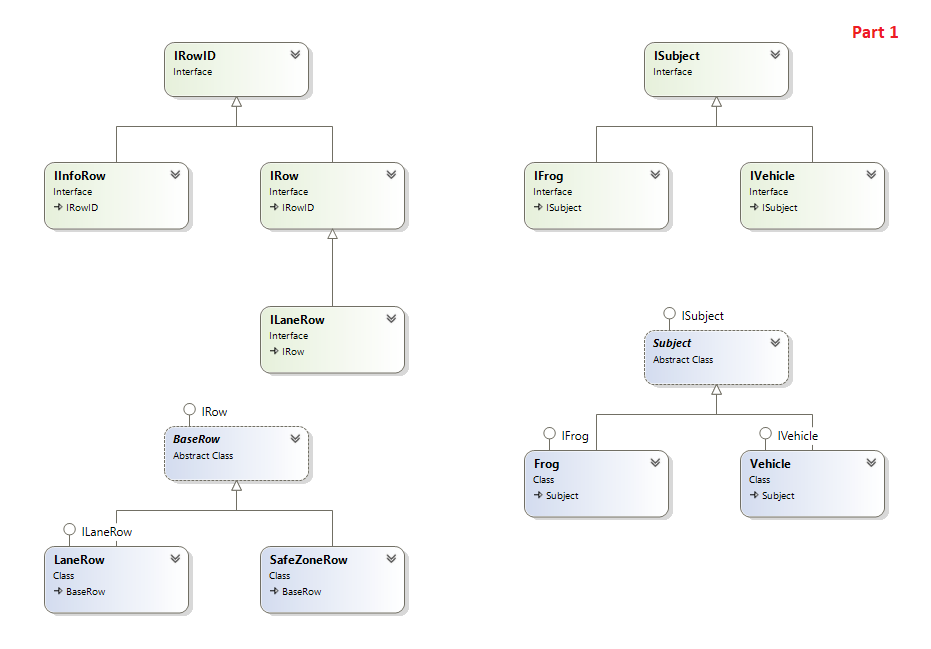 Part 1
IRowID
Interface
ISubject
Interface
IInfoRow
Interface
IRowID
IRow
Interface
IRowID
IFrog
Interface
ISubject
IVehicle
Interface
ISubject
ILaneRow
Interface
IRow
ISubject
Subject
Abstract Class
IRow
BaseRow
Abstract Class
IFrog
Frog
Class
Subject
IVehicle
Vehicle
Class
Subject
ILaneRow
LaneRow
Class
BaseRow
SafeZoneRow
Class
BaseRow